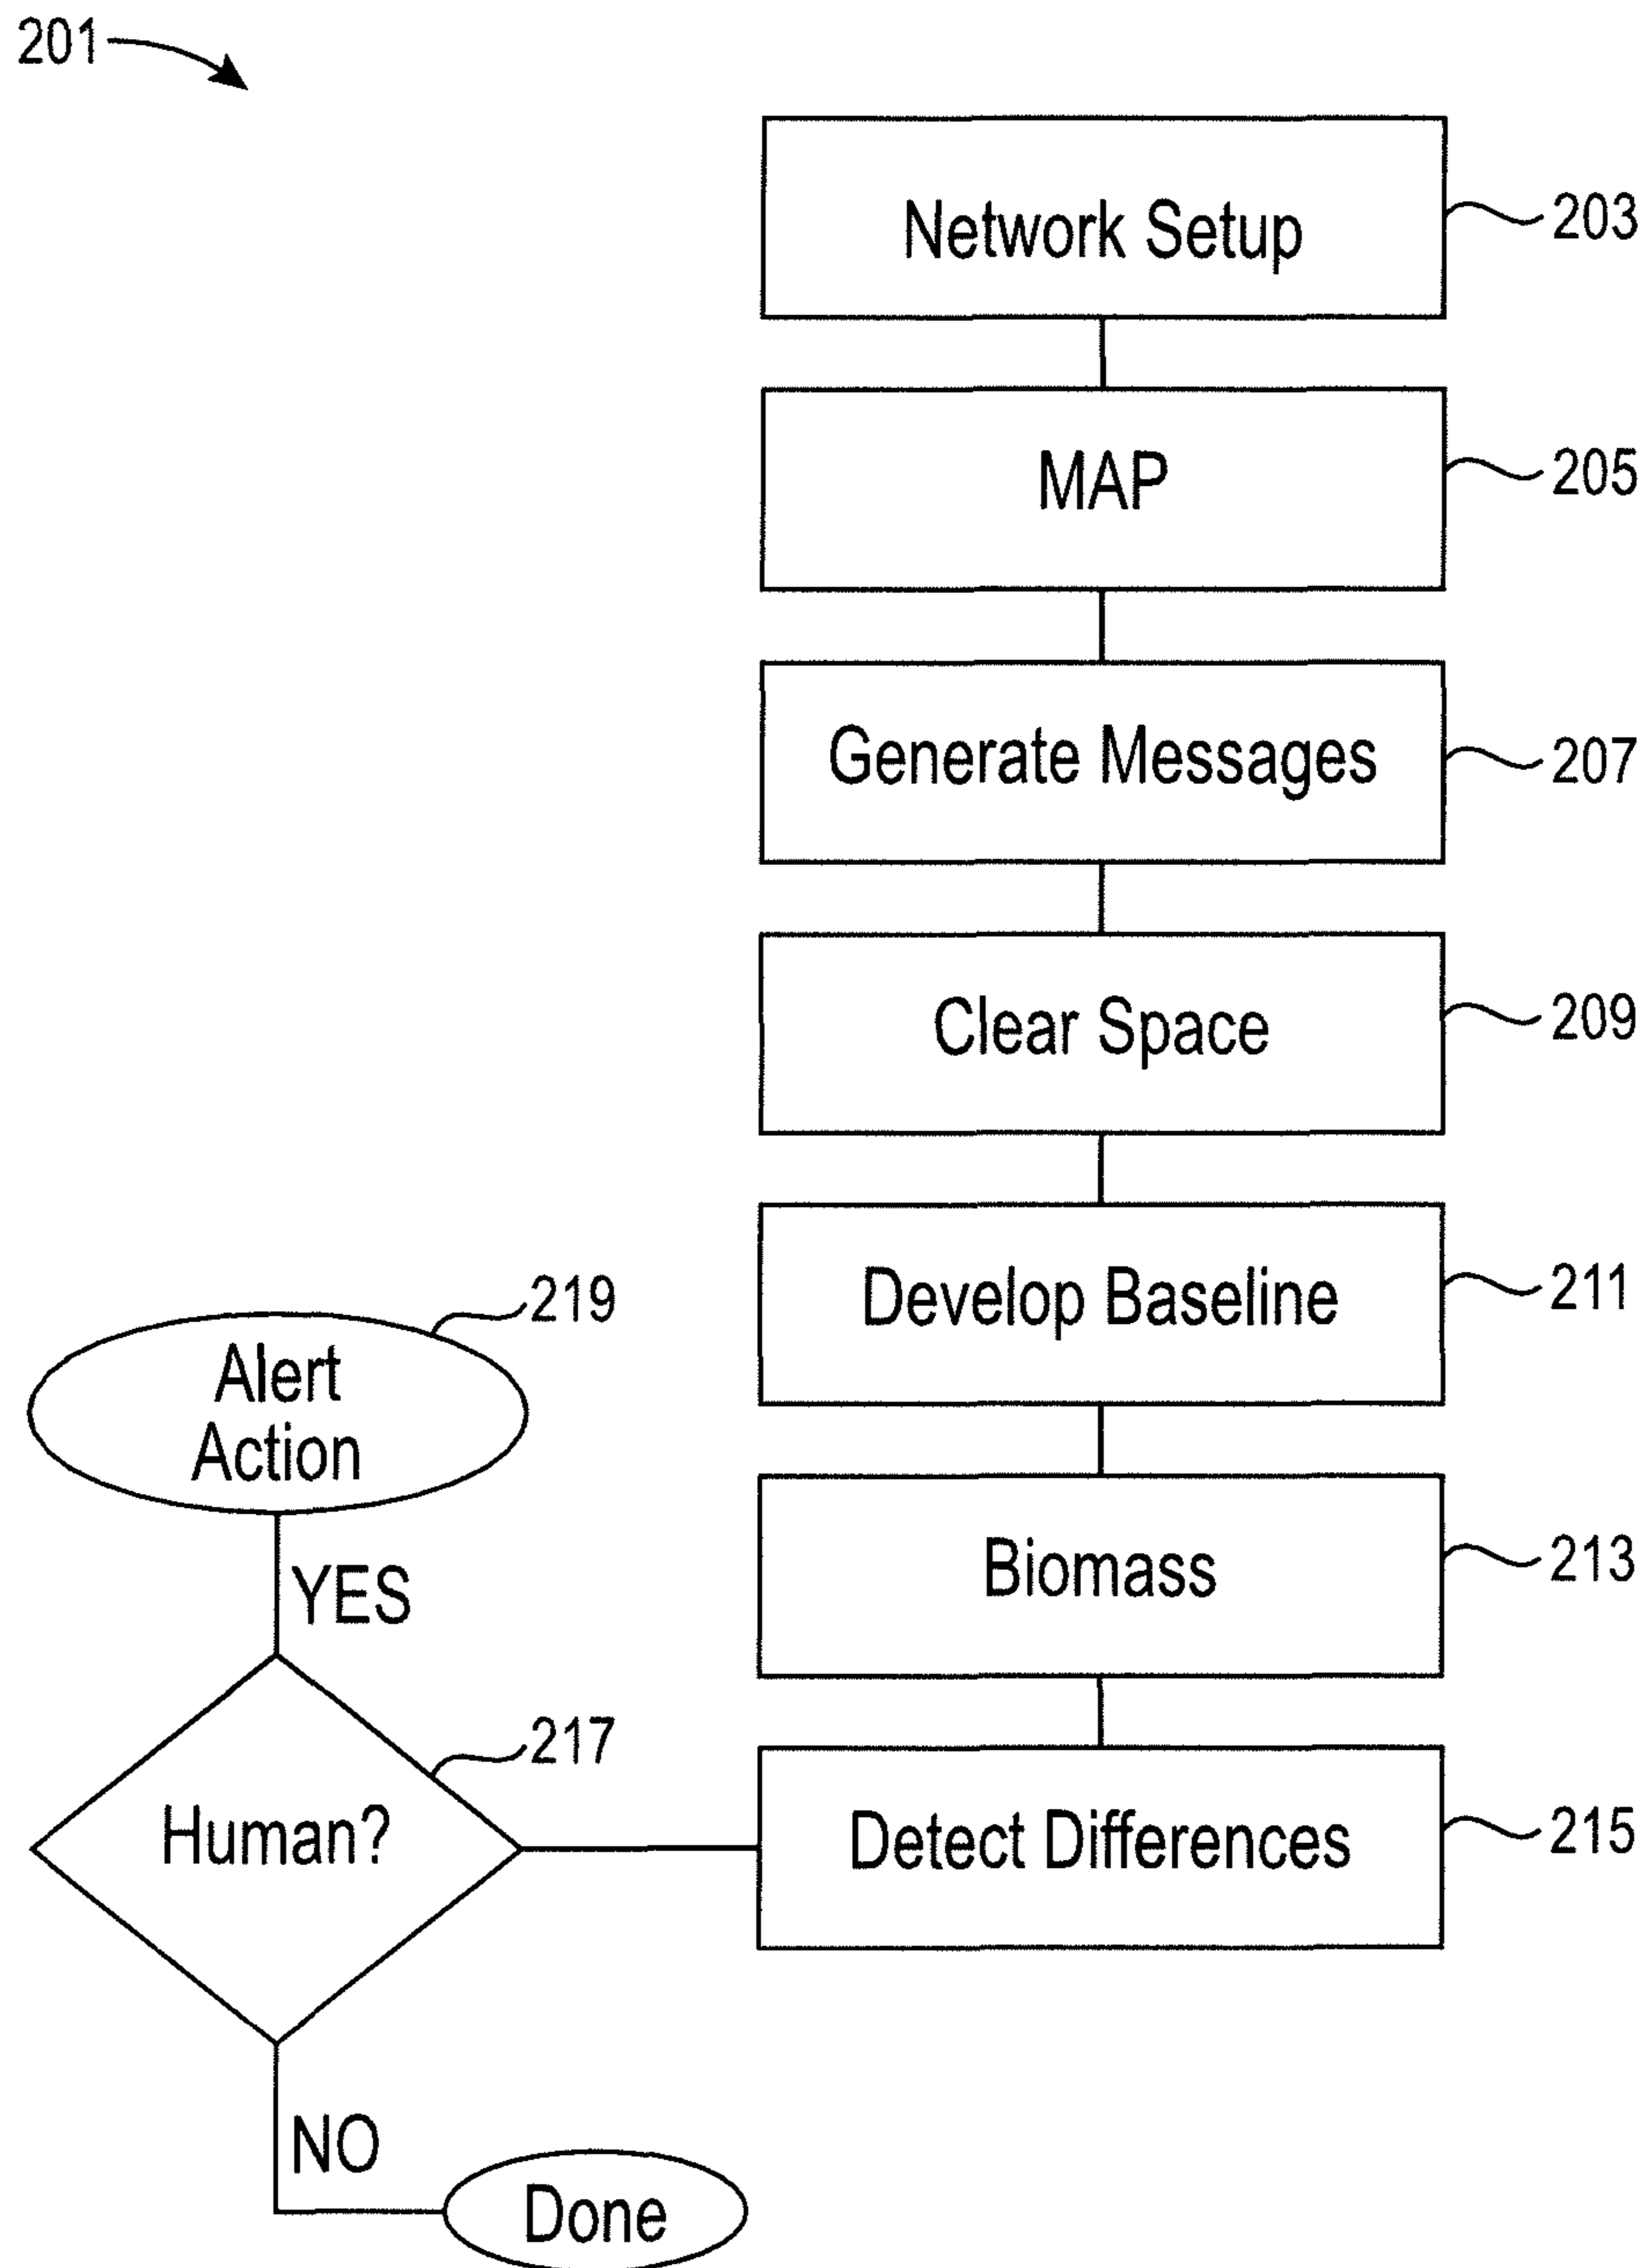 201
Network Setup
203
MAP
205
Generate Messages
207
Clear Space
209
Develop Baseline
211
Biomass
213
Detect Differences
215
Human?
217
YES
Alert
Action
219
NO
Done